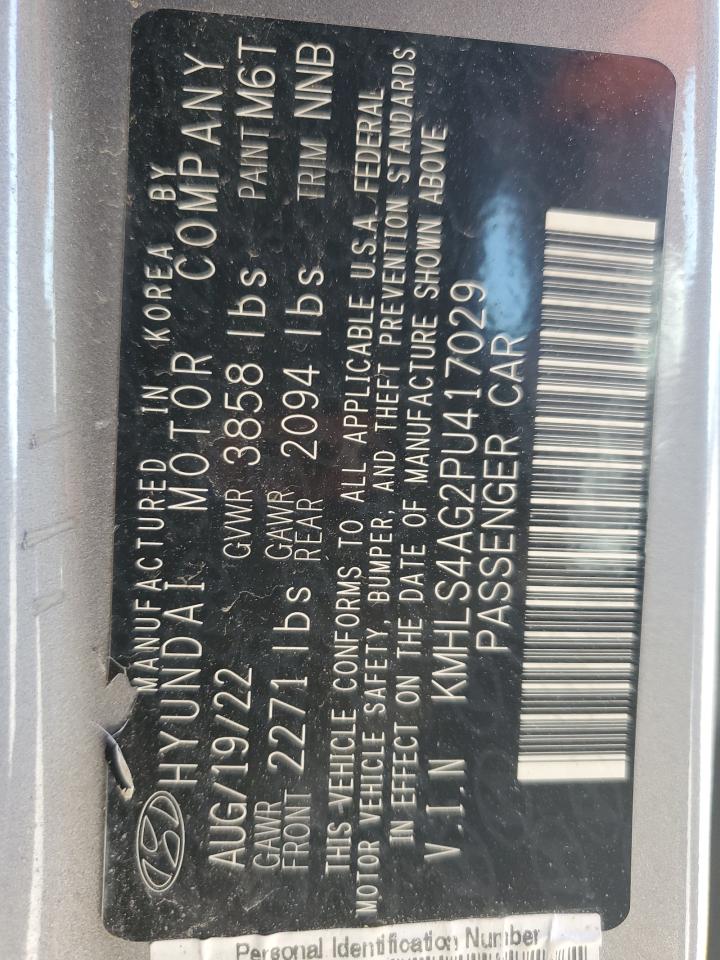 MANUFACTURED IN KOREA BY
HYUNDAI MOTOR COMPANY
AUG/19/22 GVWR 3858 lbs PAINT M6T
GAWR FRONT 2271 lbs GAWR REAR 2094 lbs TRIM NNB
THIS VEHICLE CONFORMS TO ALL APPLICABLE U.S.A. FEDERAL
MOTOR VEHICLE SAFETY, BUMPER, AND THEFT PREVENTION STANDARDS
IN EFFECT ON THE DATE OF MANUFACTURE SHOWN ABOVE
V.I.N KMHLS4AG2PU417029
PASSENGER CAR
Personal Identification Number